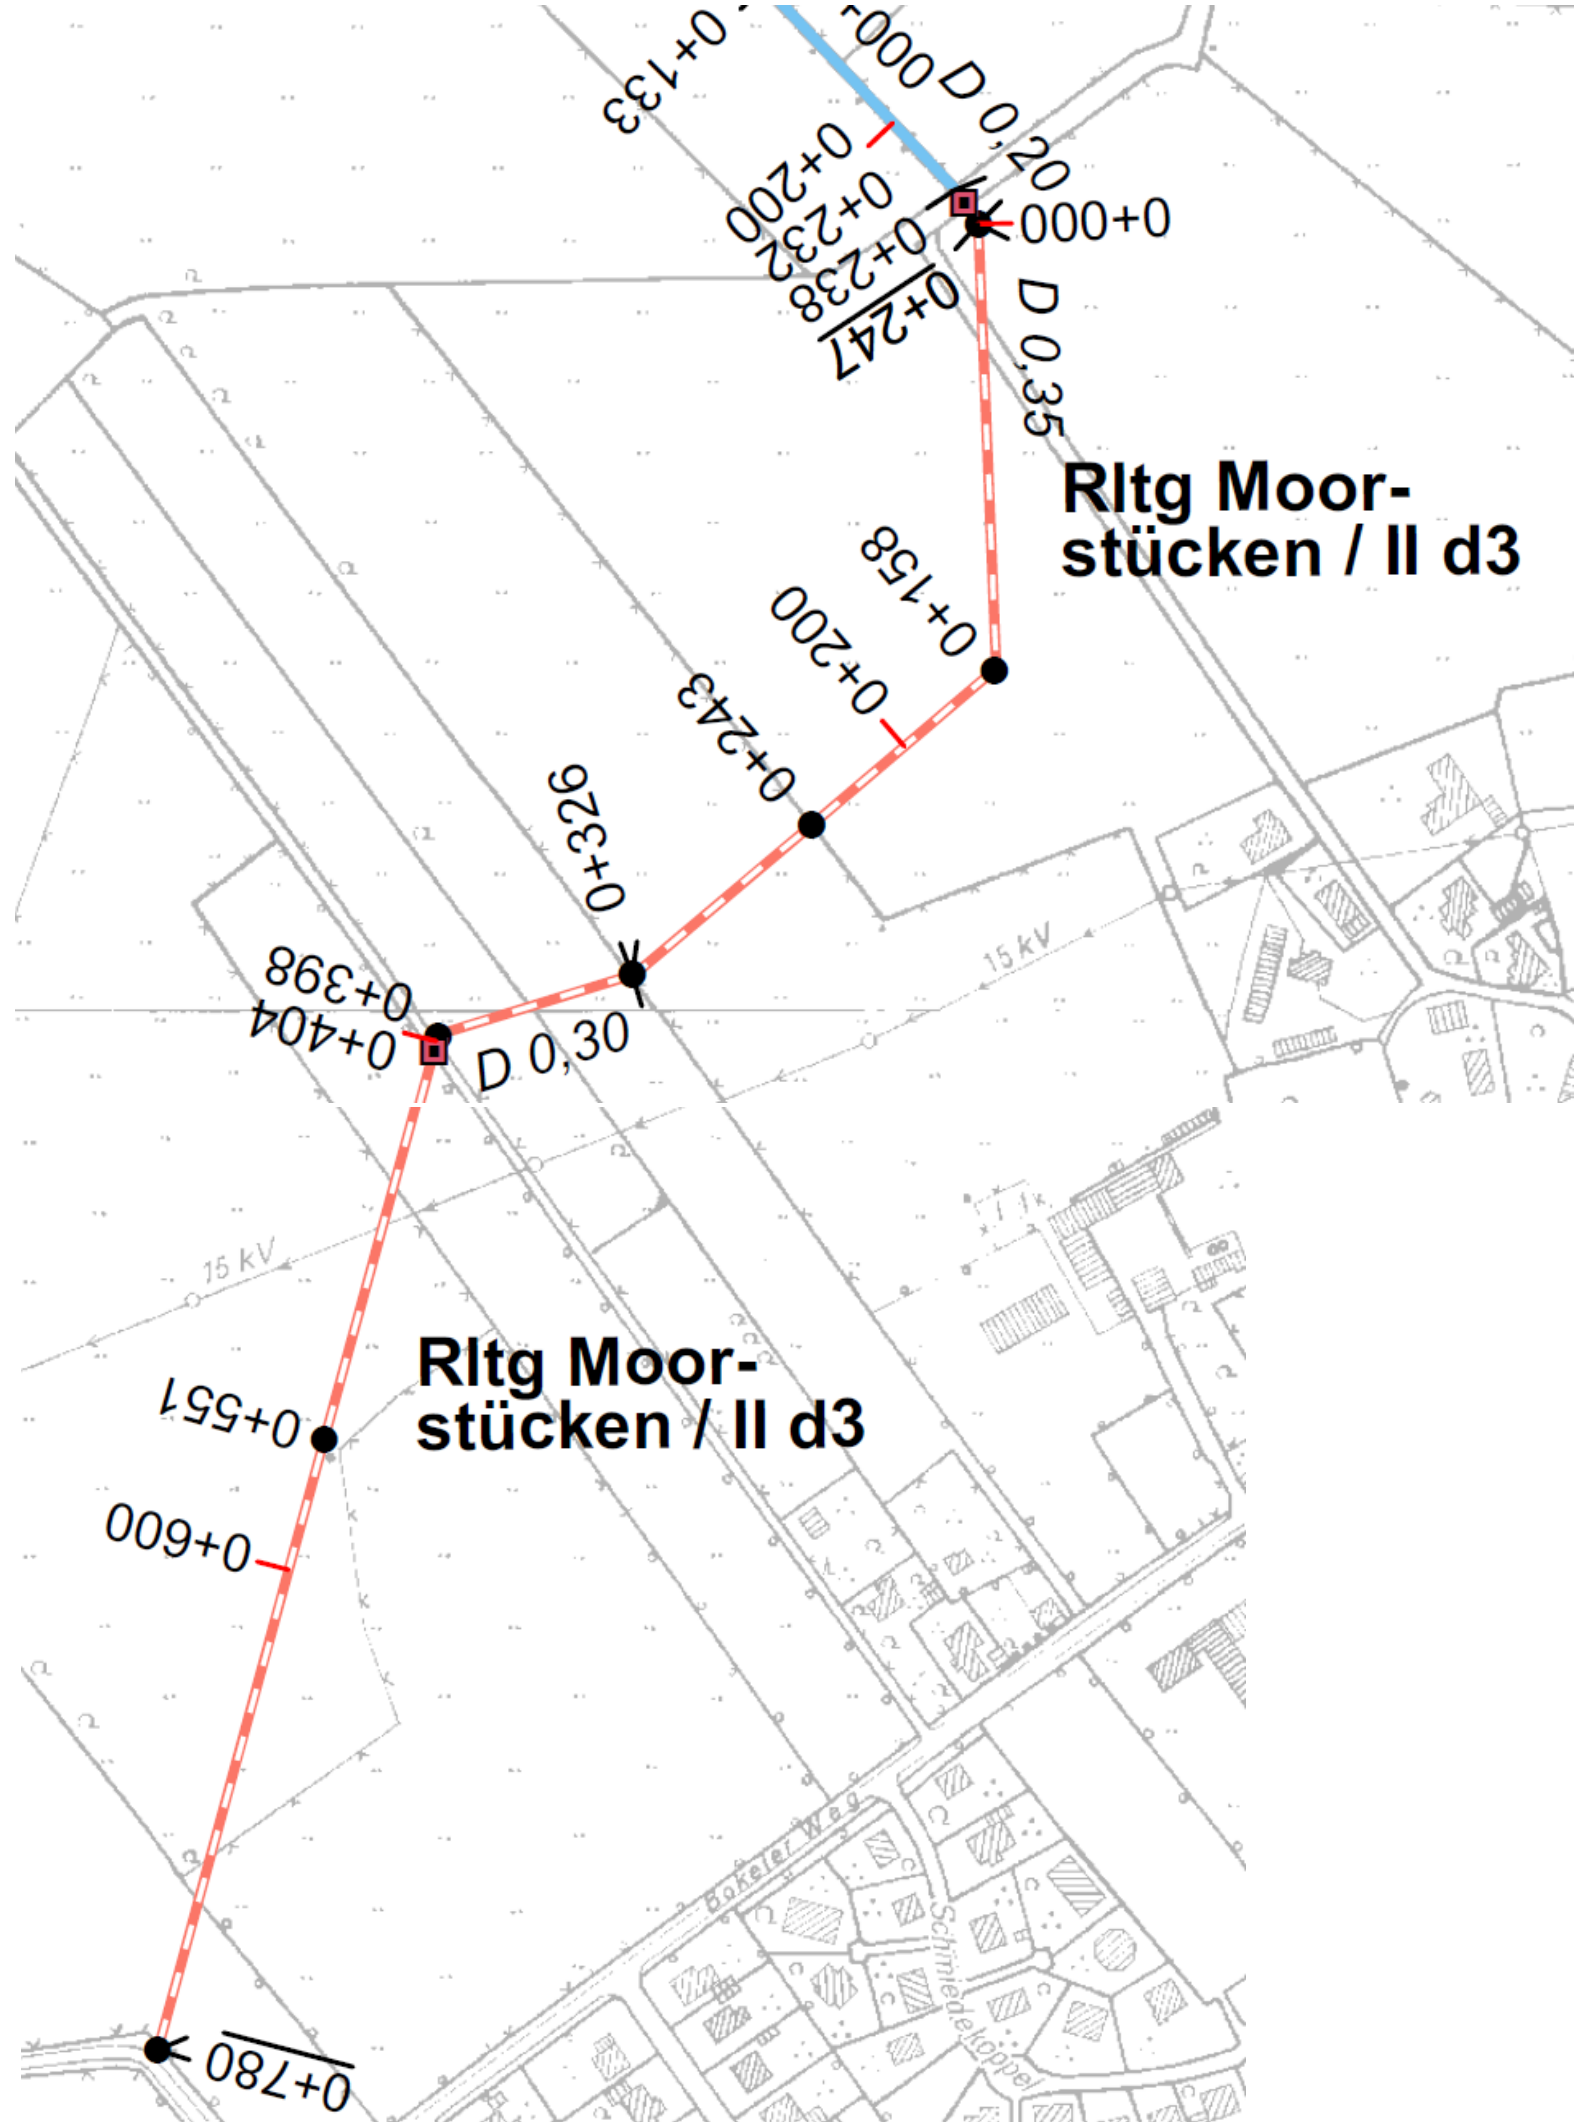 0+133
-000
D 0,20
0+200
0+232
0+238
0+247
0+000
D 0,35
Rltg Moor-
stücken / II d3
0+158
0+200
0+243
0+326
15 kV
0+398
0+404
D 0,30
15 kV
Rltg Moor-
stücken / II d3
0+551
0+600
Bokeler Weg
Schmiedekoppel
0+780